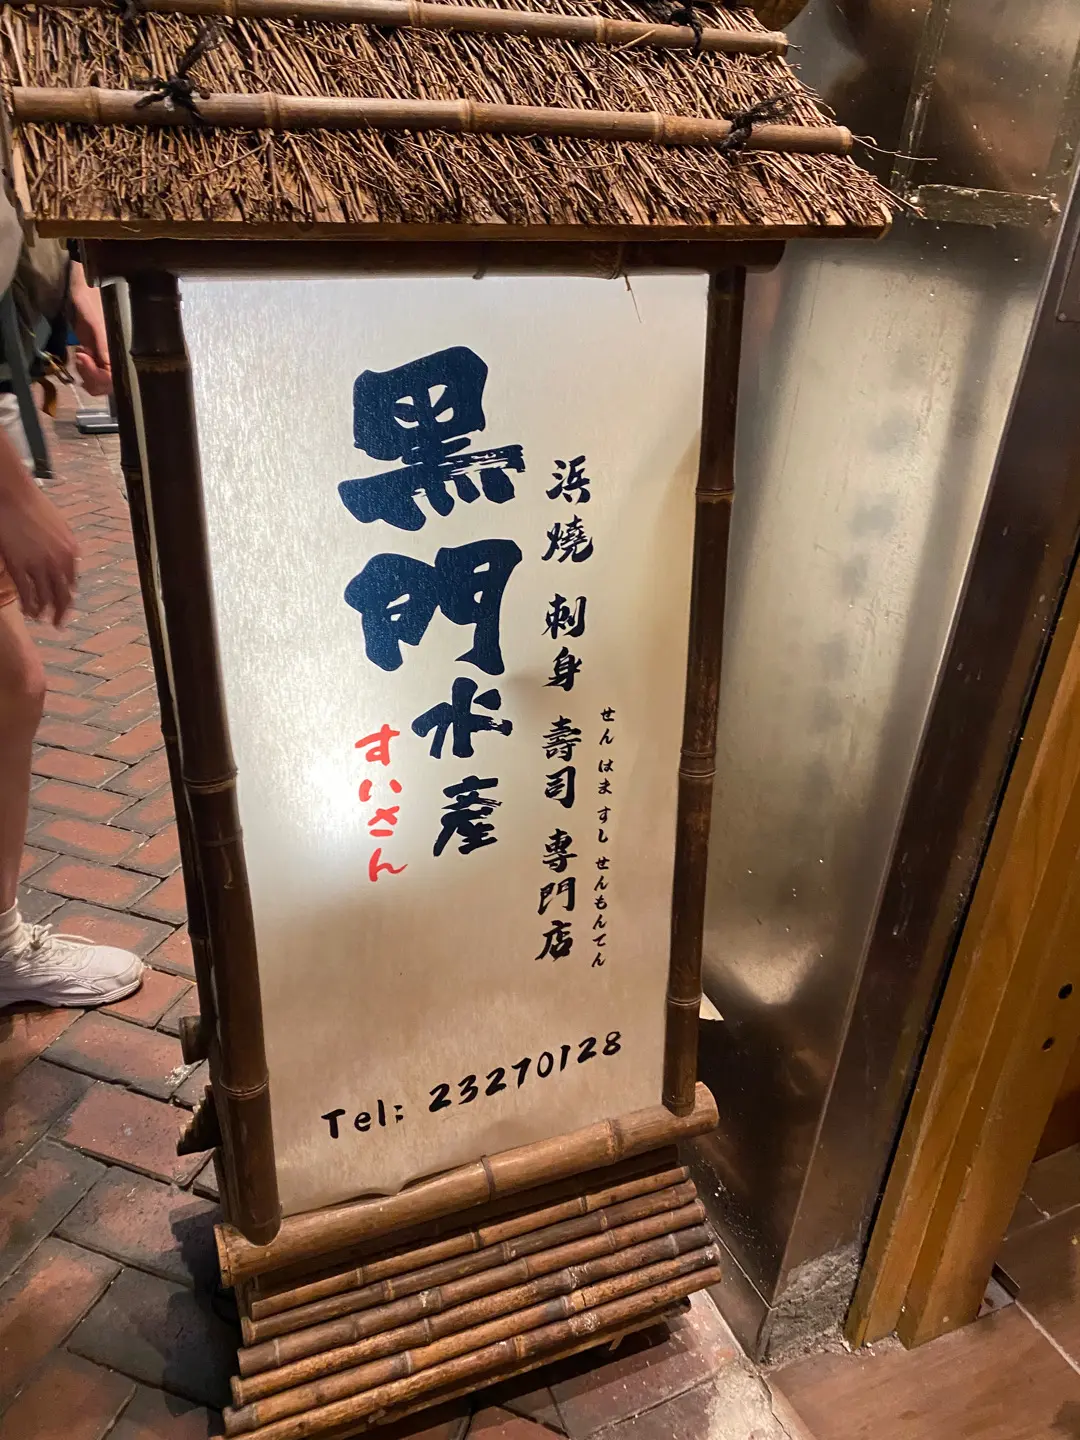 せん はま すし せんもんてん
浜燒 刺身 壽司 専門店
黒門水産
すいさん
Tel: 23270128